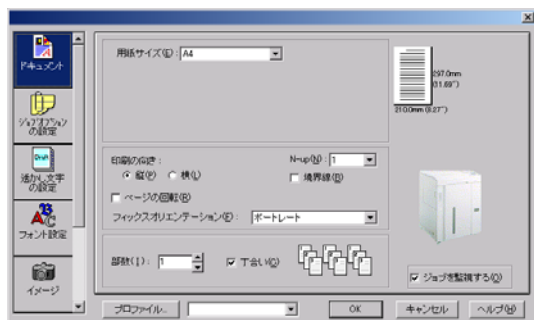 ドキュメント
ジョブオプション
の設定
Draft
透かし文字
の設定
フォント設定
イメージ
用紙サイズ(E):
A4
297.0mm
(11.69")
210.0mm (8.27")
印刷の向き:
縦(P)
横(L)
N-up(N):
1
境界線(B)
ページの回転(R)
フィックスオリエンテーション(F):
ポートレート
部数(I):
1
丁合い(G)
ジョブを監視する(O)
プロファイル..
OK
キャンセル
ヘルプ(H)